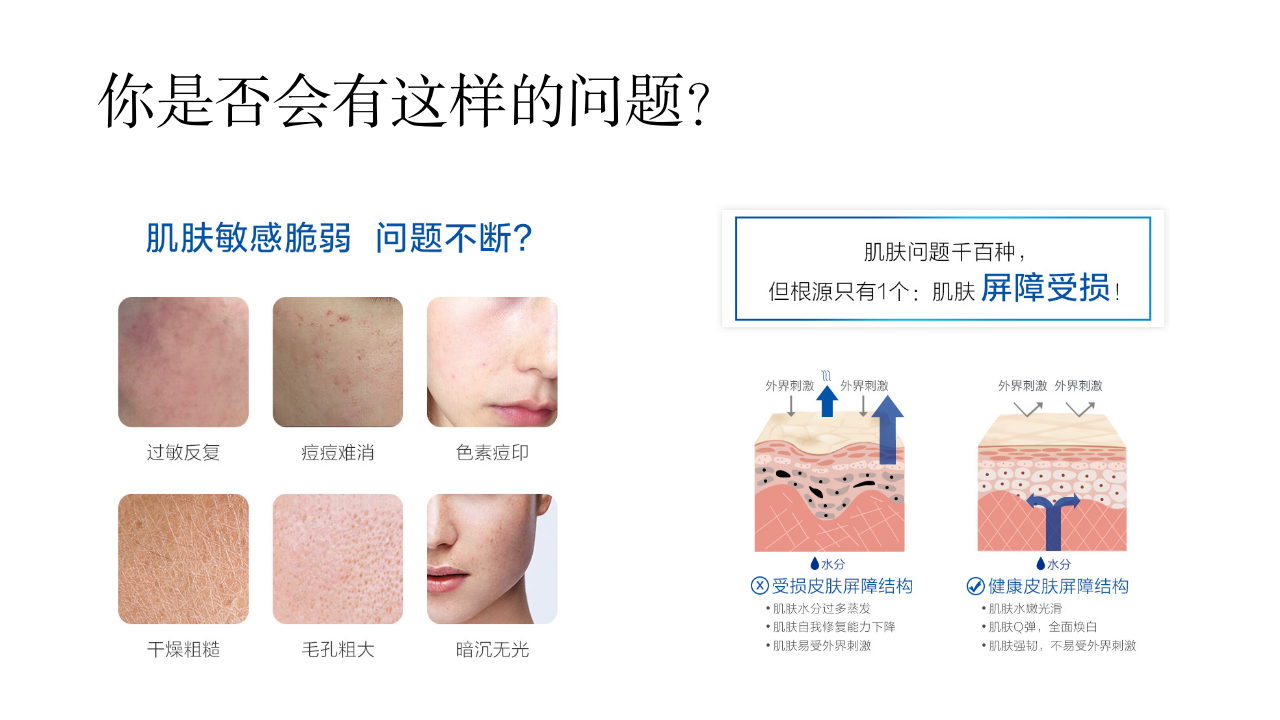 你是否会有这样的问题？
肌肤敏感脆弱 问题不断？
过敏反复
痘痘难消
色素痘印
干燥粗糙
毛孔粗大
暗沉无光
肌肤问题千百种，
但根源只有1个：肌肤 屏障受损！
外界刺激 外界刺激
水分
受损皮肤屏障结构
•肌肤水分过多蒸发
•肌肤自我修复能力下降
•肌肤易受外界刺激
外界刺激 外界刺激
水分
健康皮肤屏障结构
•肌肤水嫩光滑
•肌肤Q弹，全面焕白
•肌肤强韧，不易受外界刺激